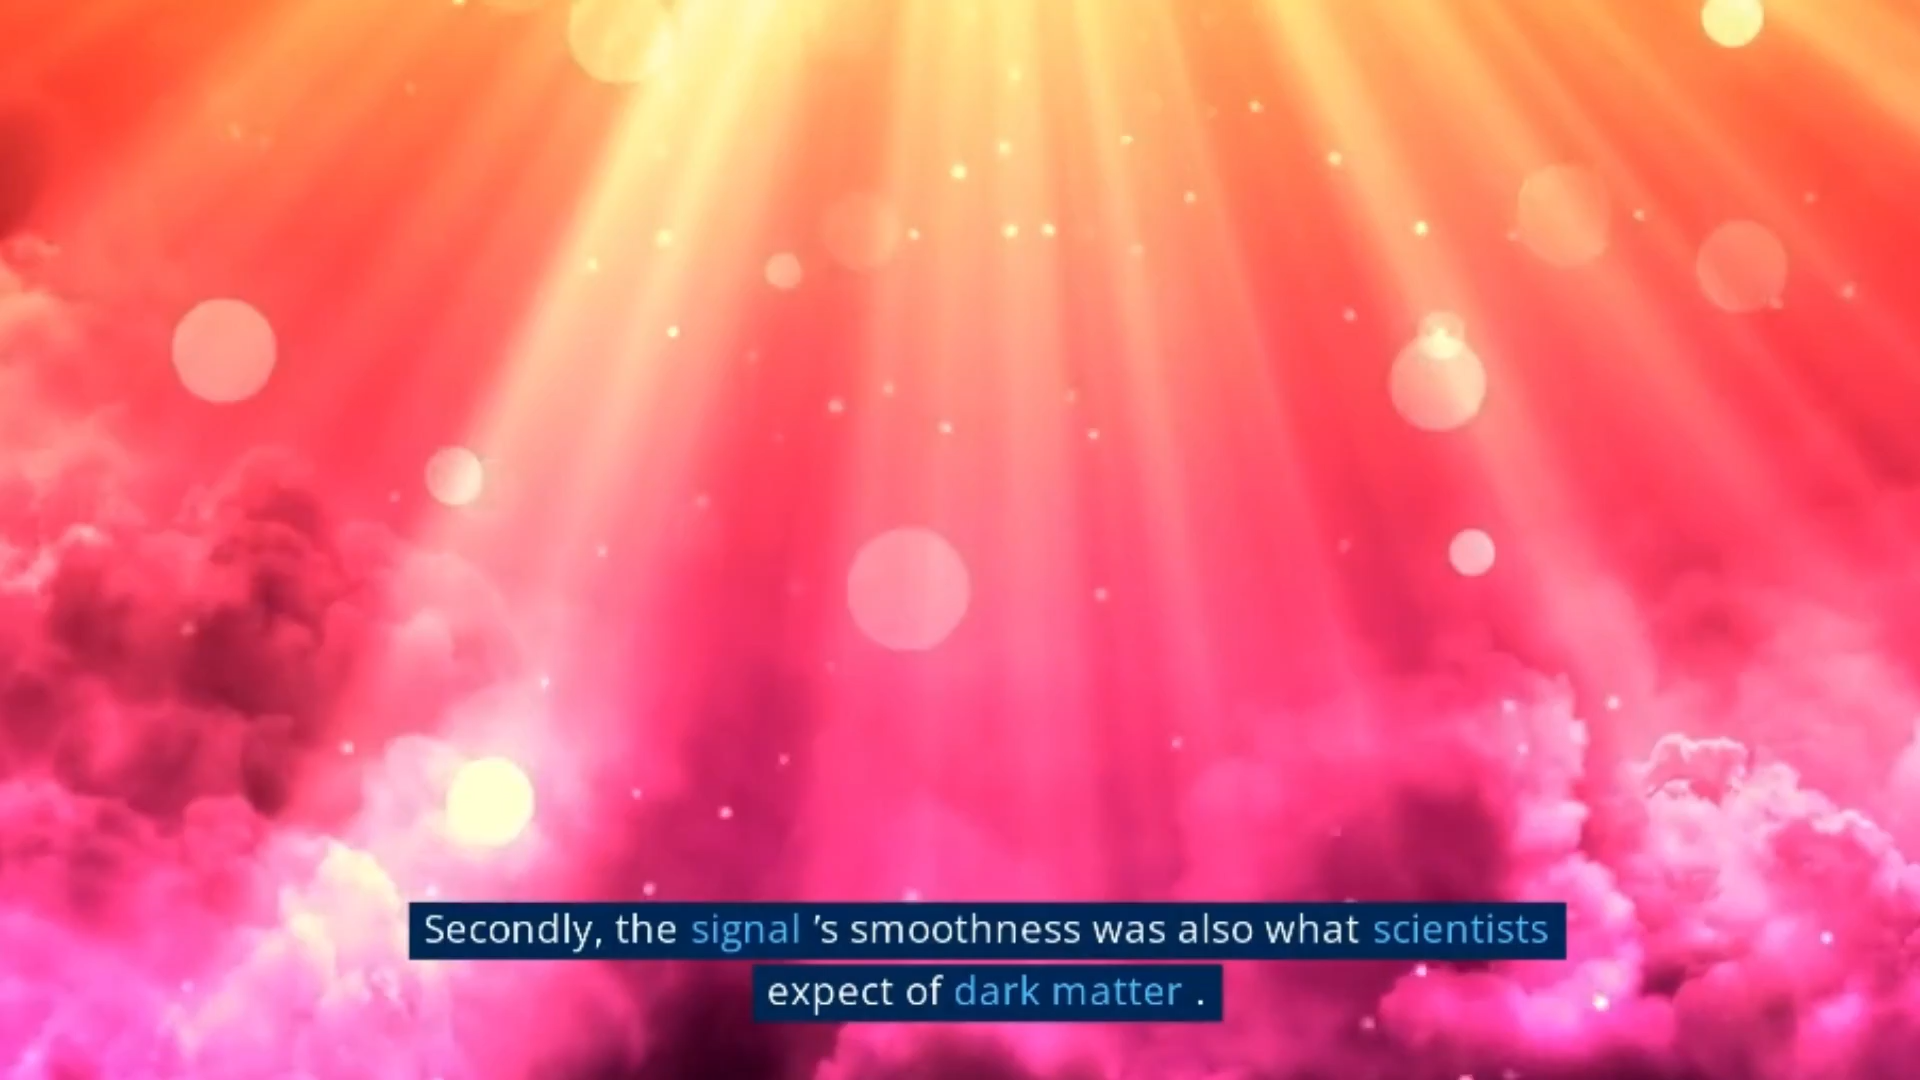 Secondly, the signal 's smoothness was also what scientists
expect of dark matter .